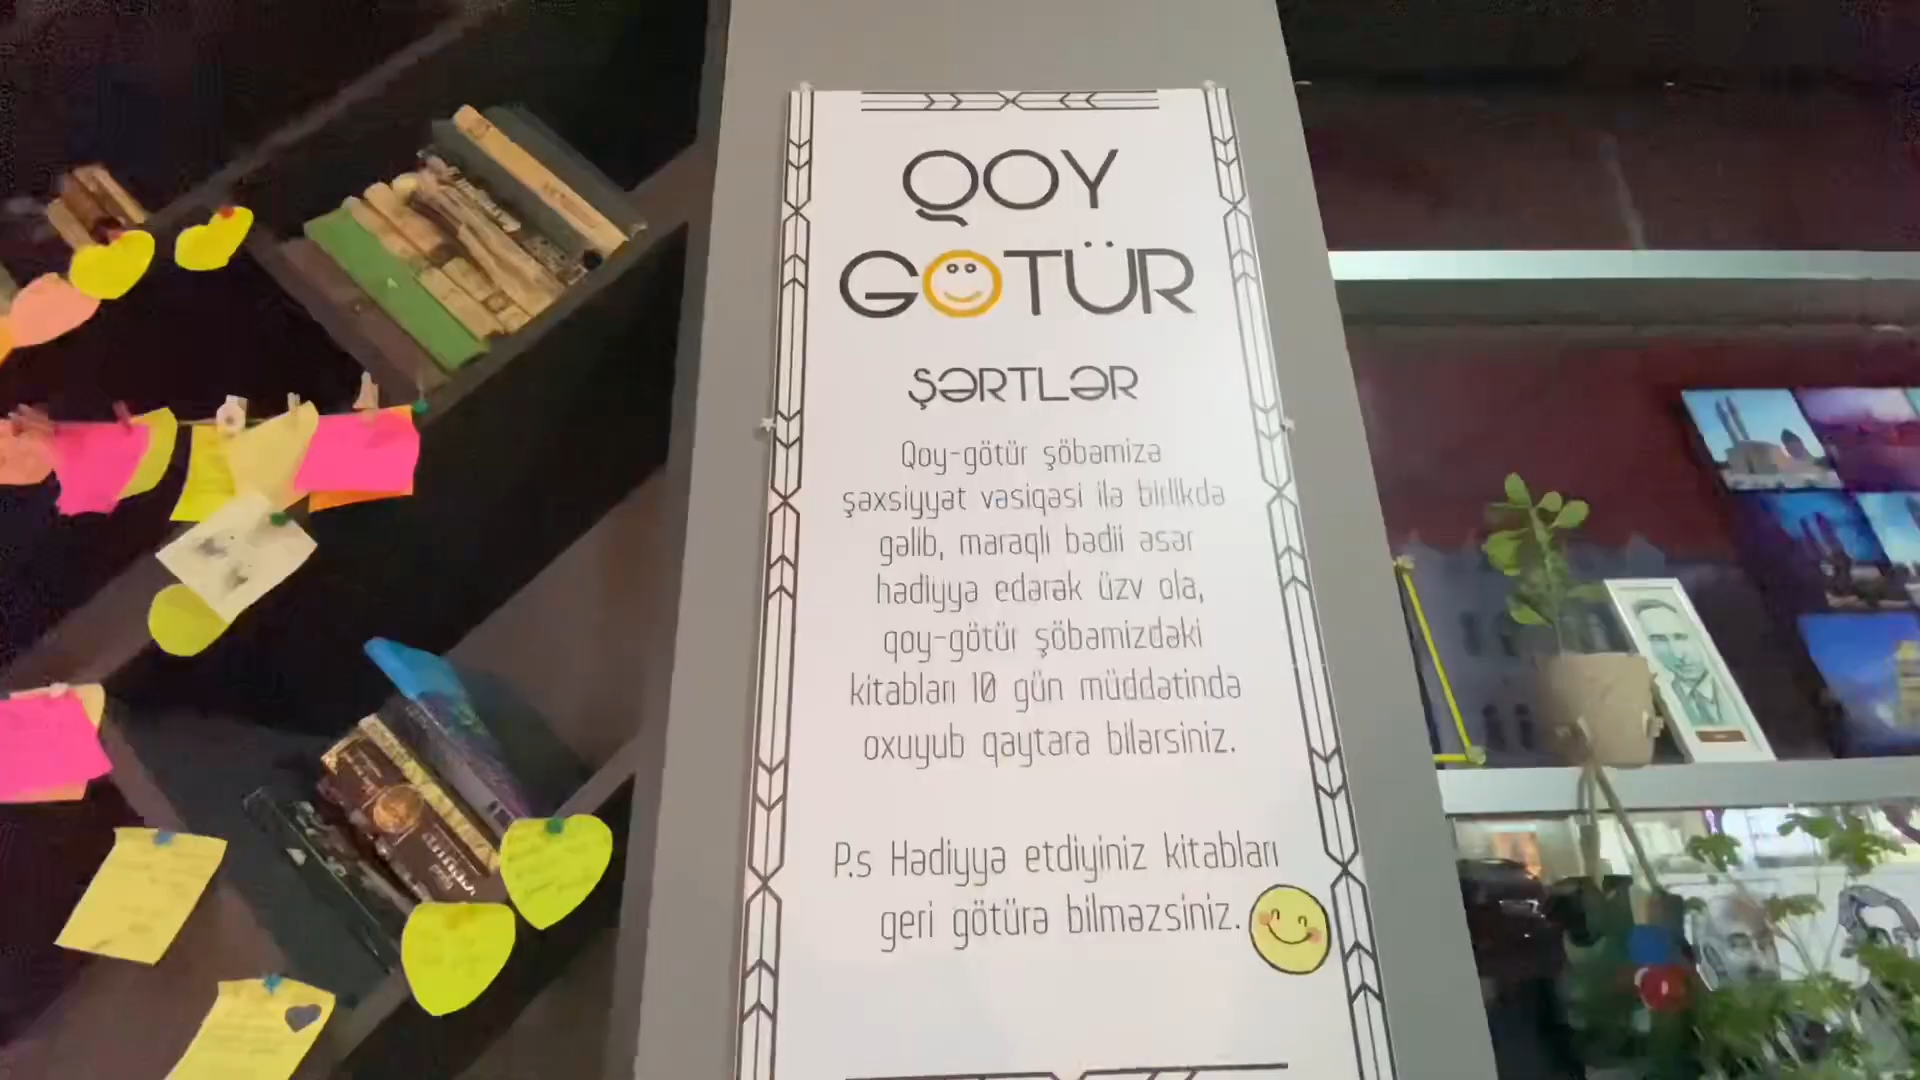 QOY
GÖTÜR
ŞƏRTLƏR
Qoy-götür şöbəmizə
şəxsiyyət vəsiqəsi ilə birlikdə
gəlib, maraqlı bədii əsər
hədiyyə edərək üzv ola,
qoy-götür şöbəmizdəki
kitabları 10 gün müddətində
oxuyub qaytara bilərsiniz.
P.s Hədiyyə etdiyiniz kitabları
geri götürə bilməzsiniz.